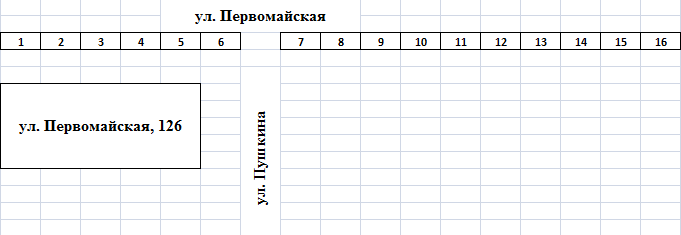 ул. Первомайская
1 2 3 4 5 6 7 8 9 10 11 12 13 14 15 16
ул. Первомайская, 126
ул. Пушкина